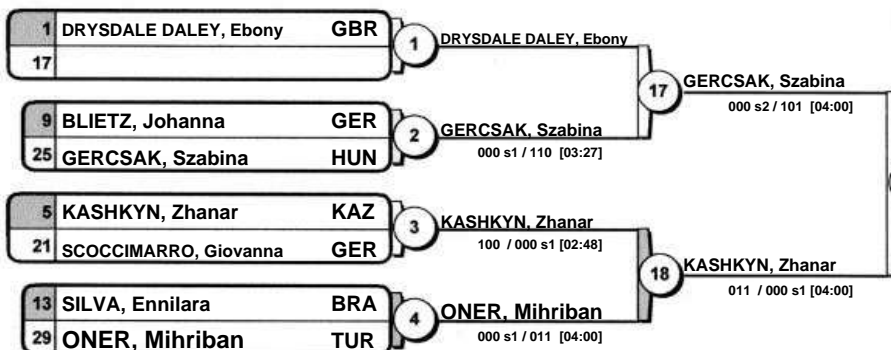 1 DRYSDALE DALEY, Ebony GBR
17
1
DRYSDALE DALEY, Ebony
9 BLIETZ, Johanna GER
25 GERCSAK, Szabina HUN
2
GERCSAK, Szabina
000 s1 / 110 [03:27]
17
GERCSAK, Szabina
000 s2 / 101 [04:00]
5 KASHKYN, Zhanar KAZ
21 SCOCCIMARRO, Giovanna GER
3
KASHKYN, Zhanar
100 / 000 s1 [02:48]
13 SILVA, Ennilara BRA
29 ONER, Mihriban TUR
4
ONER, Mihriban
000 s1 / 011 [04:00]
18
KASHKYN, Zhanar
011 / 000 s1 [04:00]